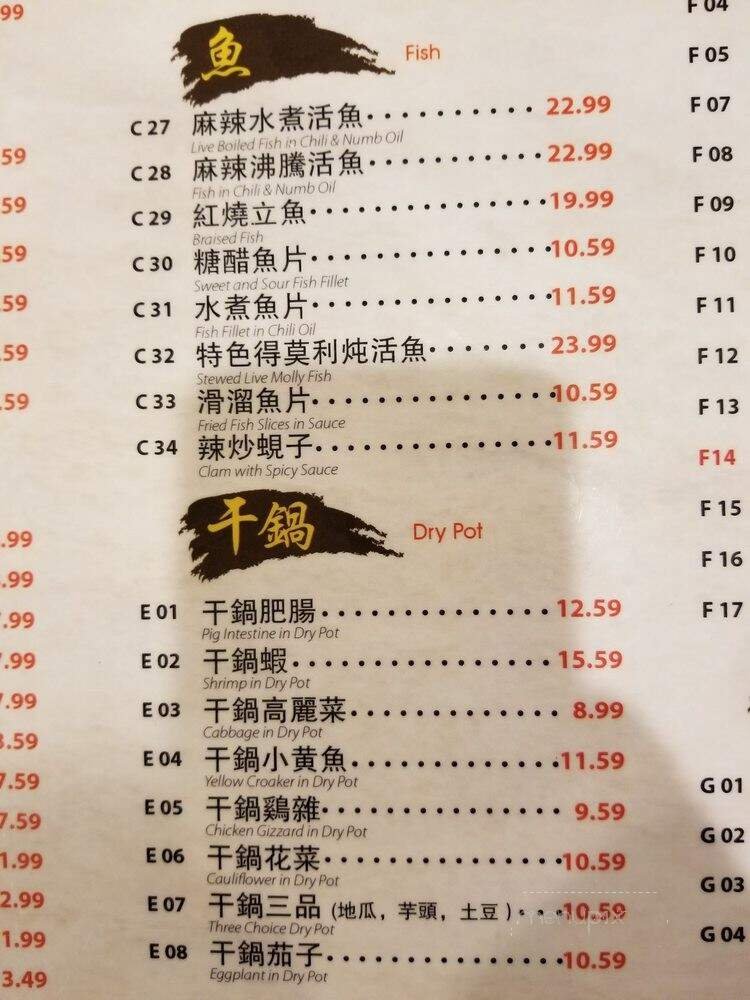 魚 Fish
C 27 麻辣水煮活魚 22.99
Live Boiled Fish in Chili & Numb Oil
C 28 麻辣沸騰活魚 22.99
Fish in Chili & Numb Oil
C 29 紅燒立魚 19.99
Braised Fish
C 30 糖醋魚片 10.59
Sweet and Sour Fish Fillet
C 31 水煮魚片 11.59
Fish Fillet in Chili Oil
C 32 特色得莫利炖活魚 23.99
Stewed Live Molly Fish
C 33 滑溜魚片 10.59
Fried Fish Slices in Sauce
C 34 辣炒蜆子 11.59
Clam with Spicy Sauce
干鍋 Dry Pot
E 01 干鍋肥腸 12.59
Pig Intestine in Dry Pot
E 02 干鍋蝦 15.59
Shrimp in Dry Pot
E 03 干鍋高麗菜 8.99
Cabbage in Dry Pot
E 04 干鍋小黄魚 11.59
Yellow Croaker in Dry Pot
E 05 干鍋鷄雜 9.59
Chicken Gizzard in Dry Pot
E 06 干鍋花菜 10.59
Cauliflower in Dry Pot
E 07 干鍋三品 (地瓜，芋頭，土豆) 10.59
Three Choice Dry Pot
E 08 干鍋茄子 10.59
Eggplant in Dry Pot
F 04
F 05
F 07
F 08
F 09
F 10
F 11
F 12
F 13
F14
F 15
F 16
F 17
G 01
G 02
G 03
G 04